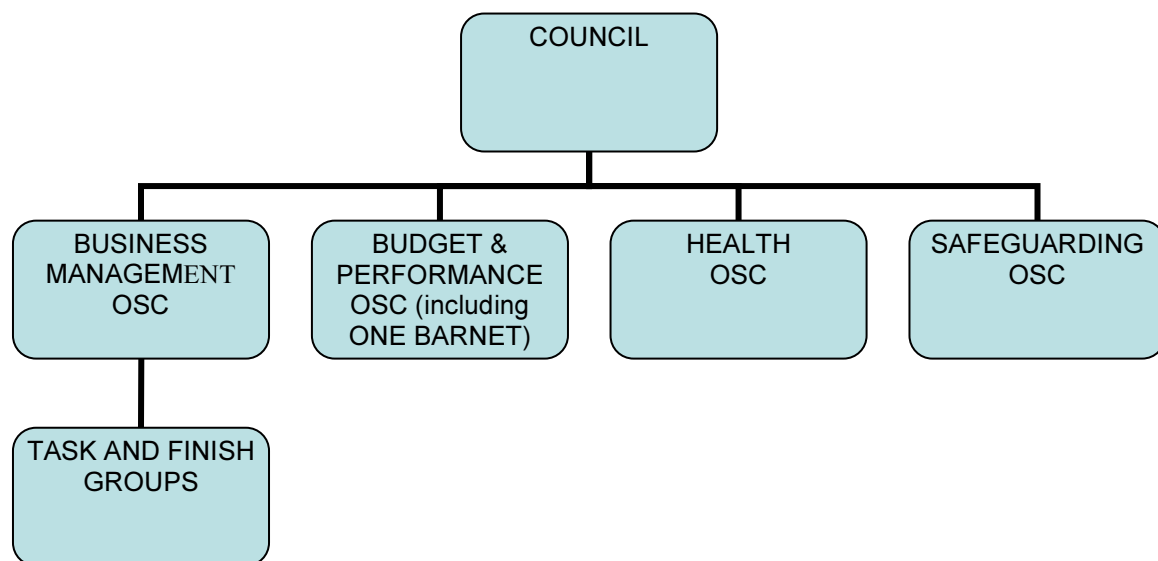 COUNCIL
BUSINESS
MANAGEMENT
OSC
BUDGET &
PERFORMANCE
OSC (including
ONE BARNET)
HEALTH
OSC
SAFEGUARDING
OSC
TASK AND FINISH
GROUPS